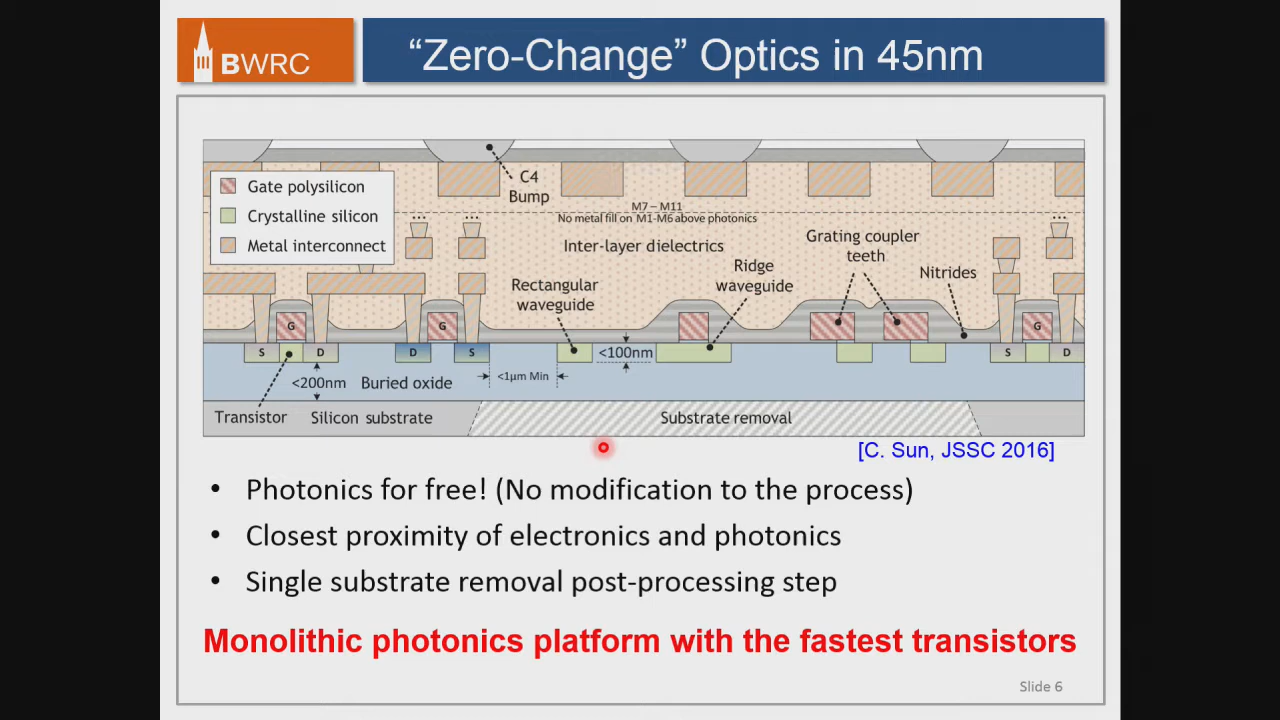 BWRC
“Zero-Change” Optics in 45nm
Gate polysilicon
Crystalline silicon
Metal interconnect
C4
Bump
M7 – M11
No metal fill on M1-M6 above photonics
Inter-layer dielectrics
Grating coupler
teeth
Nitrides
Ridge
waveguide
Rectangular
waveguide
...
...
...
...
G
G
G
S
D
D
S
S
D
<100nm
<1μm Min
<200nm
Buried oxide
Transistor
Silicon substrate
Substrate removal
[C. Sun, JSSC 2016]
• Photonics for free! (No modification to the process)
• Closest proximity of electronics and photonics
• Single substrate removal post-processing step
Monolithic photonics platform with the fastest transistors
Slide 6